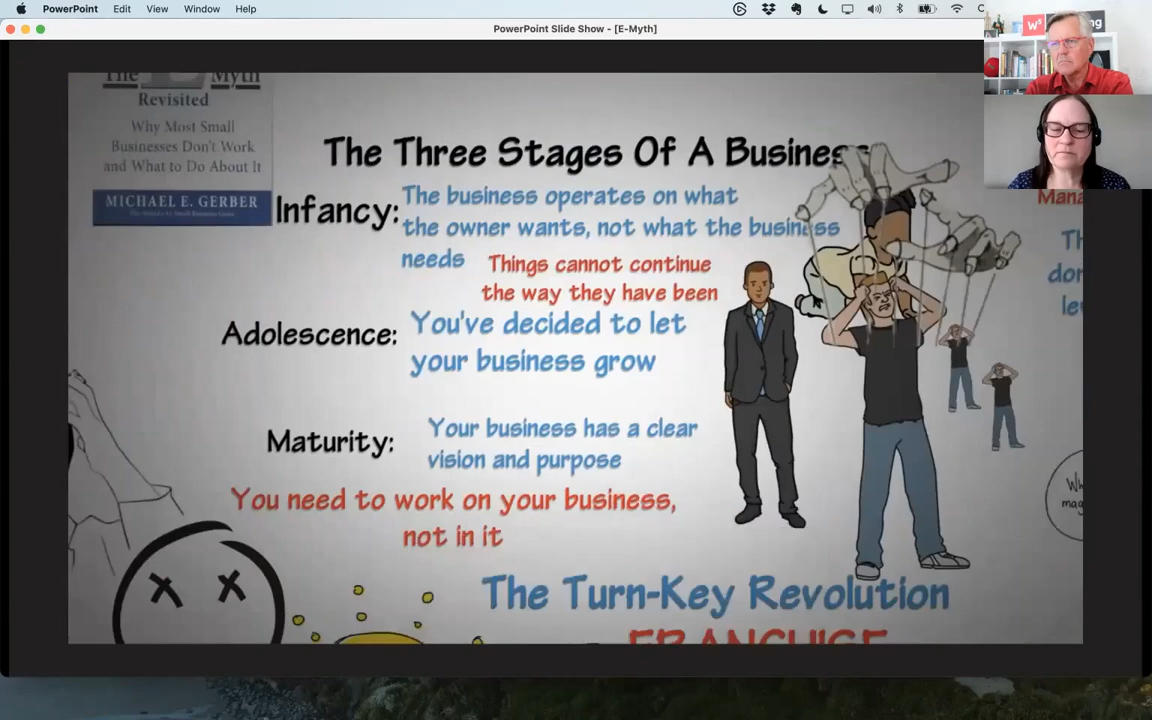 PowerPoint Edit View Window Help
PowerPoint Slide Show - [E-Myth]
The E Myth
Revisited
Why Most Small
Businesses Don't Work
and What to Do About It
MICHAEL E. GERBER
The Three Stages Of A Business
Infancy:
The business operates on what
the owner wants, not what the business
needs
Things cannot continue
the way they have been
Adolescence:
You've decided to let
your business grow
Maturity:
Your business has a clear
vision and purpose
You need to work on your business,
not in it
The Turn-Key Revolution
FRANCHISE